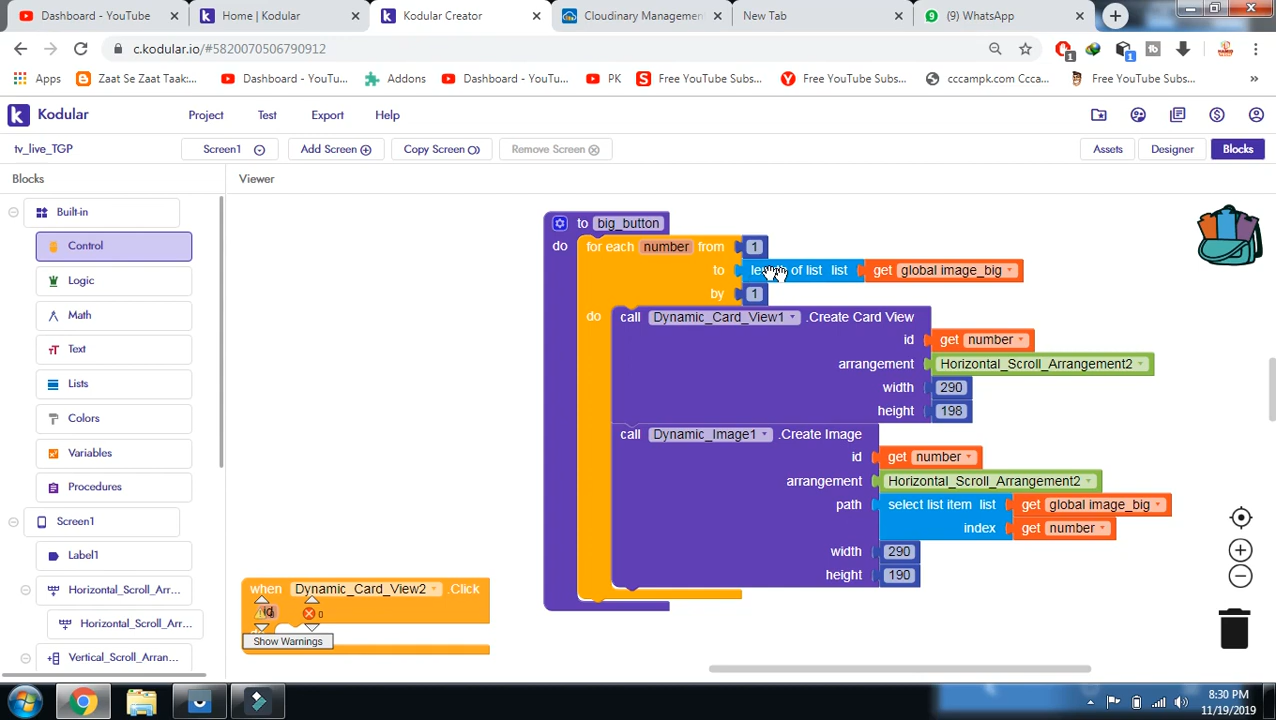 Dashboard - YouTube
Home | Kodular
Kodular Creator
Cloudinary Management
New Tab
(9) WhatsApp
c.kodular.io/#5820070506790912
1
1
Apps
Zaat Se Zaat Taak:...
Dashboard - YouTu...
Addons
Dashboard - YouTu...
PK
Free YouTube Subs...
Free YouTube Subs...
cccampk.com Ccca...
Free YouTube Subs...
»
Kodular
Project
Test
Export
Help
tv_live_TGP
Screen1
Add Screen
Copy Screen
Remove Screen
Assets
Designer
Blocks
Blocks
Viewer
Built-in
Control
Logic
Math
Text
Lists
Colors
Variables
Procedures
Screen1
Label1
Horizontal_Scroll_Arr...
Horizontal_Scroll_Arr...
Vertical_Scroll_Arran...
to big_button
do for each number from 1
to length of list list get global image_big
by 1
do call Dynamic_Card_View1 .Create Card View
id get number
arrangement Horizontal_Scroll_Arrangement2
width 290
height 198
call Dynamic_Image1 .Create Image
id get number
arrangement Horizontal_Scroll_Arrangement2
path select list item list get global image_big
index get number
width 290
height 190
when Dynamic_Card_View2 .Click
id
0
Show Warnings
8:30 PM
11/19/2019